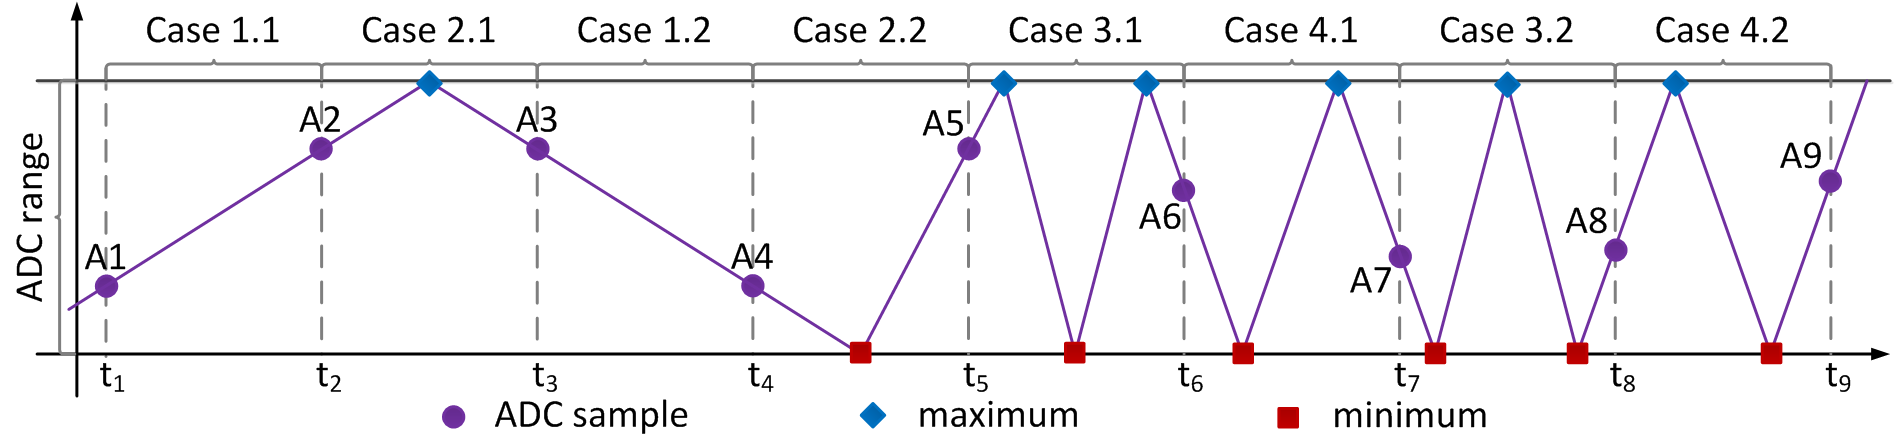 Case 1.1 Case 2.1 Case 1.2 Case 2.2 Case 3.1 Case 4.1 Case 3.2 Case 4.2
ADC range
A1 A2 A3 A4 A5 A6 A7 A8 A9
t1 t2 t3 t4 t5 t6 t7 t8 t9
ADC sample maximum minimum